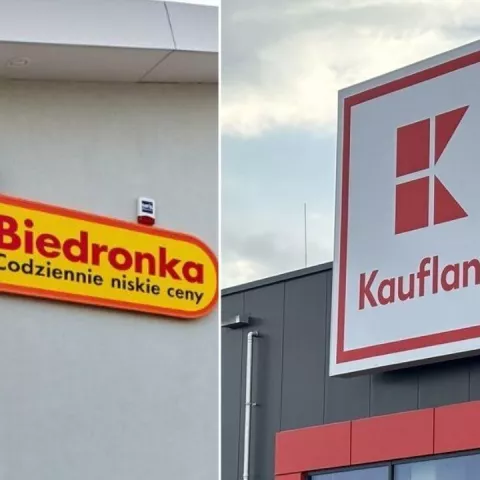 Biedronka
Codziennie niskie ceny
Kauflan